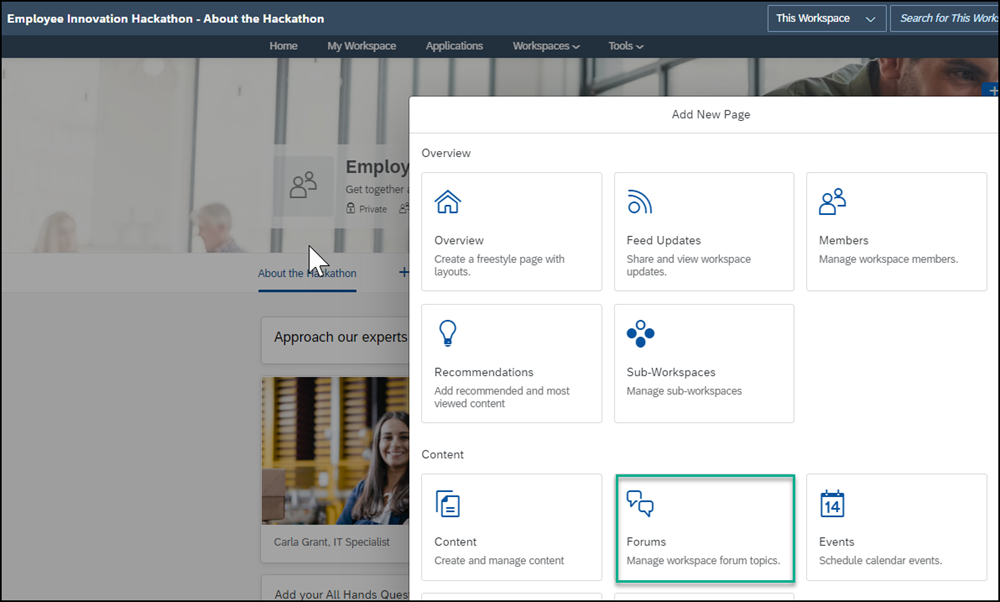 Employee Innovation Hackathon - About the Hackathon
This Workspace
Search for This Work
Home My Workspace Applications Workspaces Tools
Add New Page
Employ
Get together a
Private
About the Hackathon
Approach our experts
Carla Grant, IT Specialist
Add your All Hands Ques
Overview
Overview
Create a freestyle page with
layouts.
Feed Updates
Share and view workspace
updates.
Members
Manage workspace members.
Recommendations
Add recommended and most
viewed content
Sub-Workspaces
Manage sub-workspaces
Content
Content
Create and manage content
Forums
Manage workspace forum topics.
14
Events
Schedule calendar events.